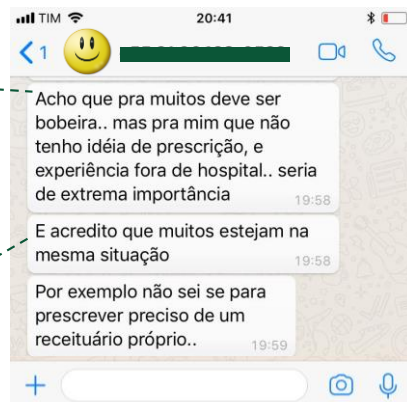 TIM 20:41
1
Acho que pra muitos deve ser
bobeira.. mas pra mim que não
tenho idéia de prescrição, e
experiência fora de hospital.. seria
de extrema importância 19:58
E acredito que muitos estejam na
mesma situação 19:58
Por exemplo não sei se para
prescrever preciso de um
receituário próprio.. 19:59